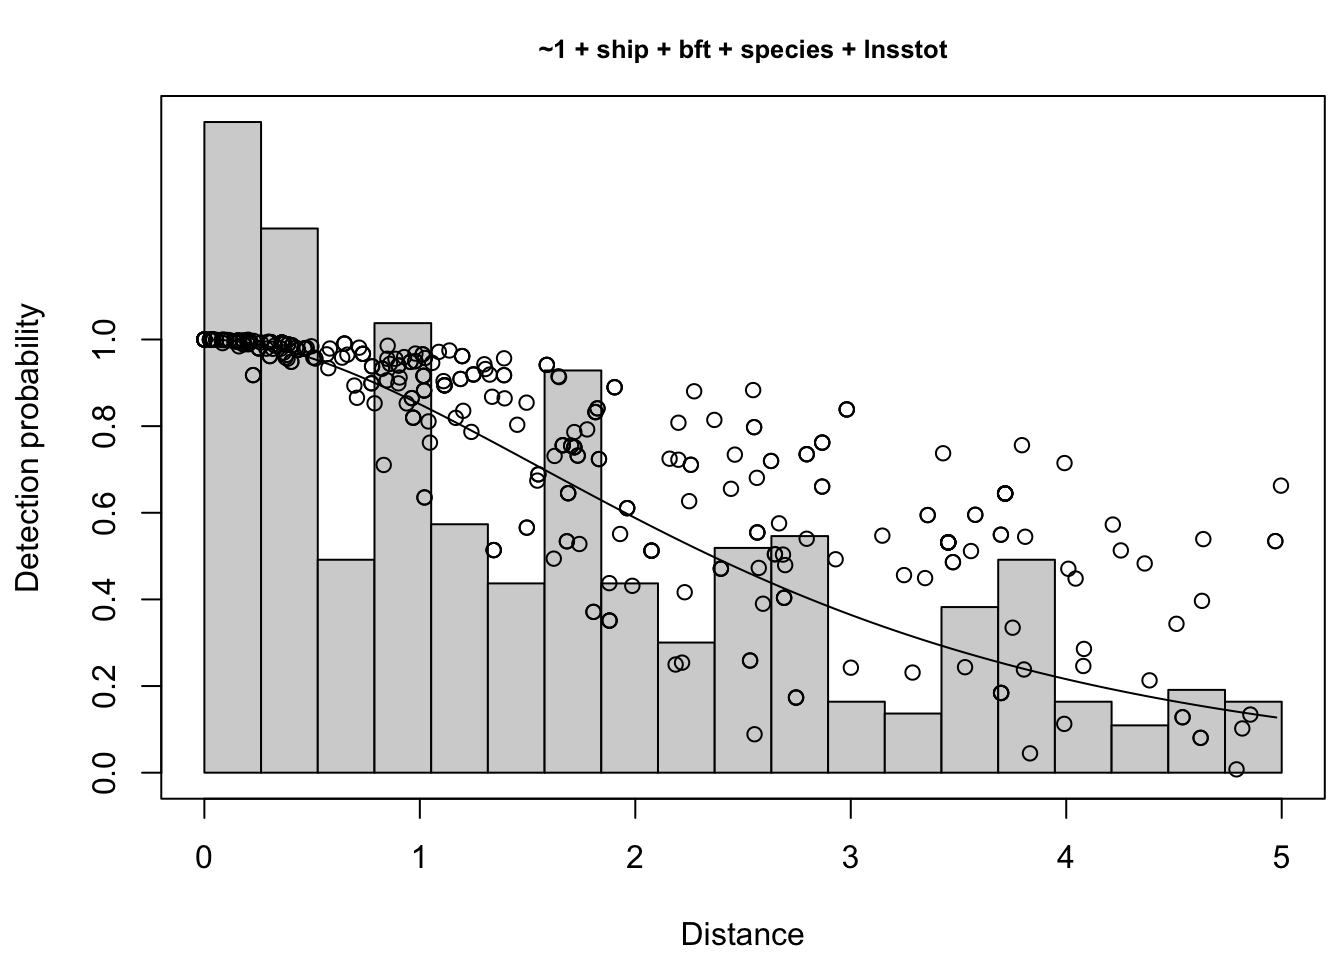 ~1 + ship + bft + species + lnsstot
Detection probability
1.0
0.8
0.6
0.4
0.2
0.0
0 1 2 3 4 5
Distance